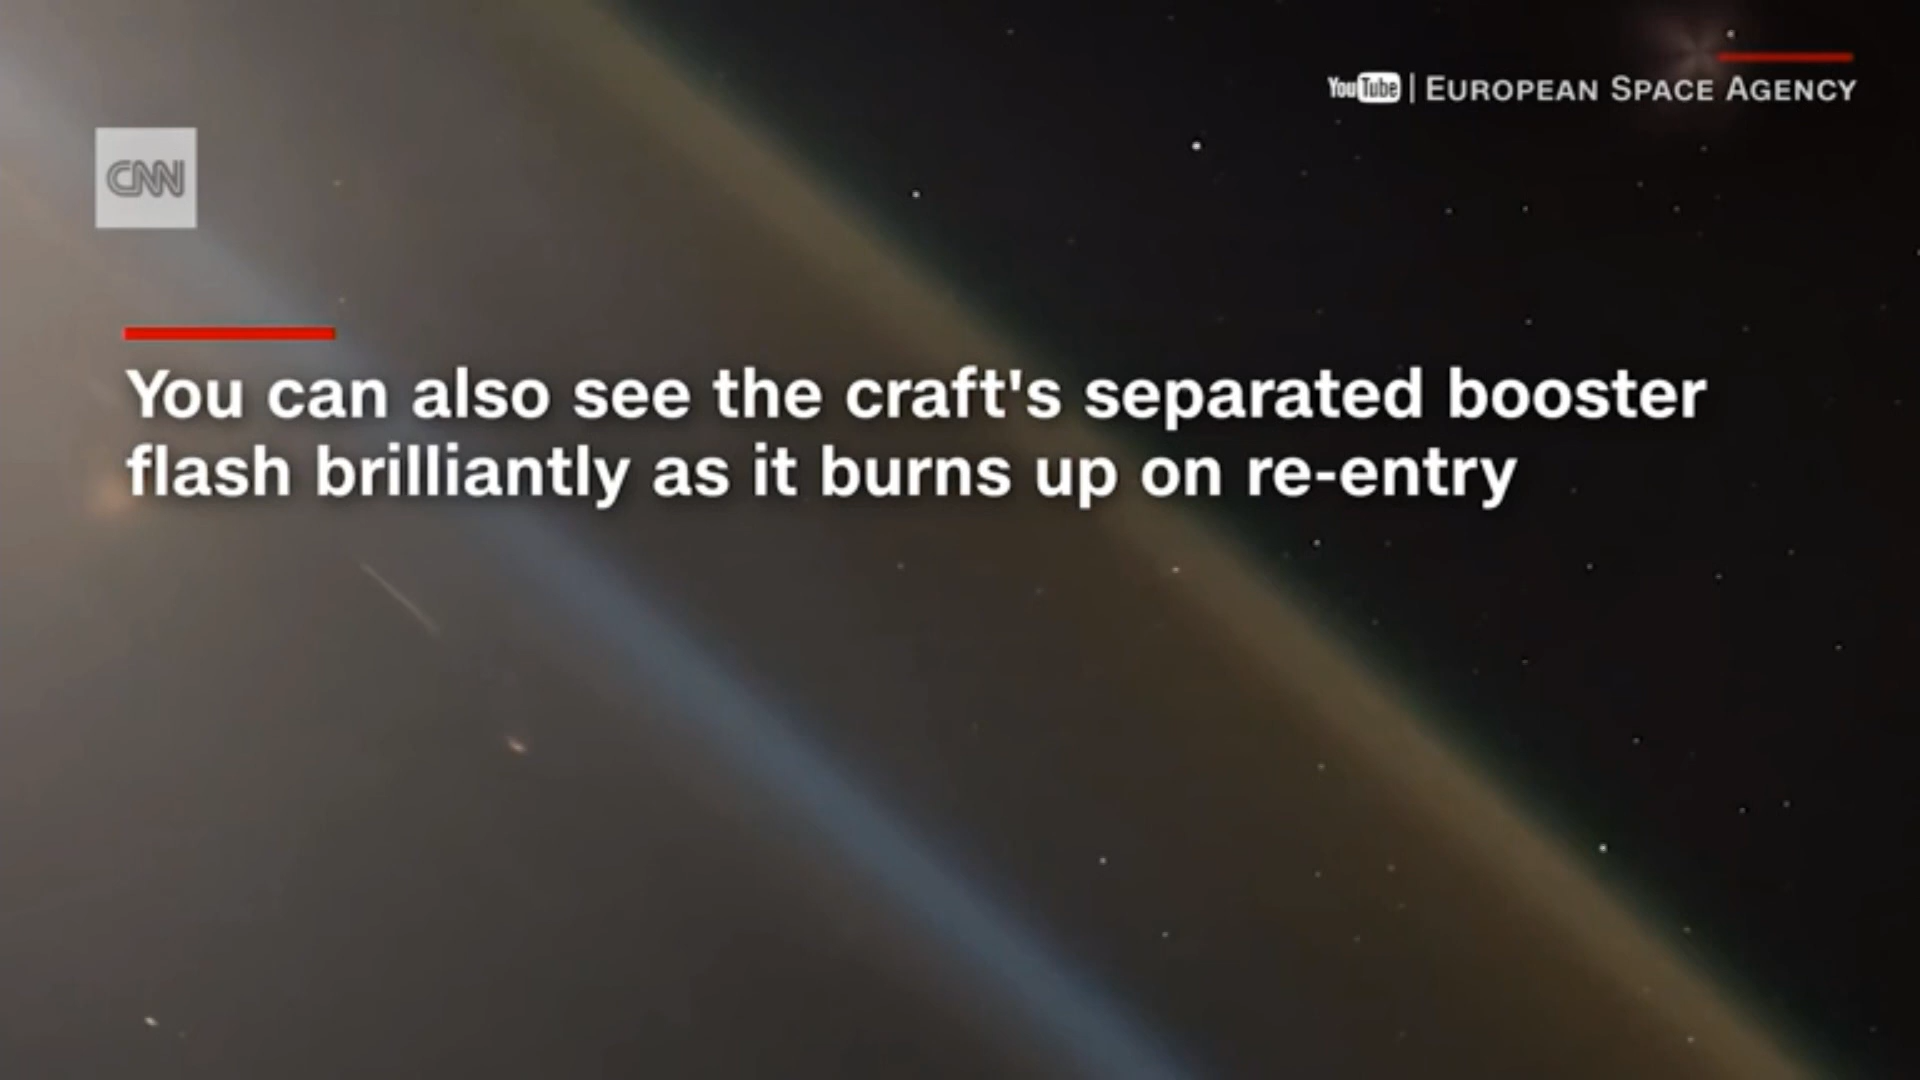 YouTube | EUROPEAN SPACE AGENCY
CNN
You can also see the craft's separated booster
flash brilliantly as it burns up on re-entry